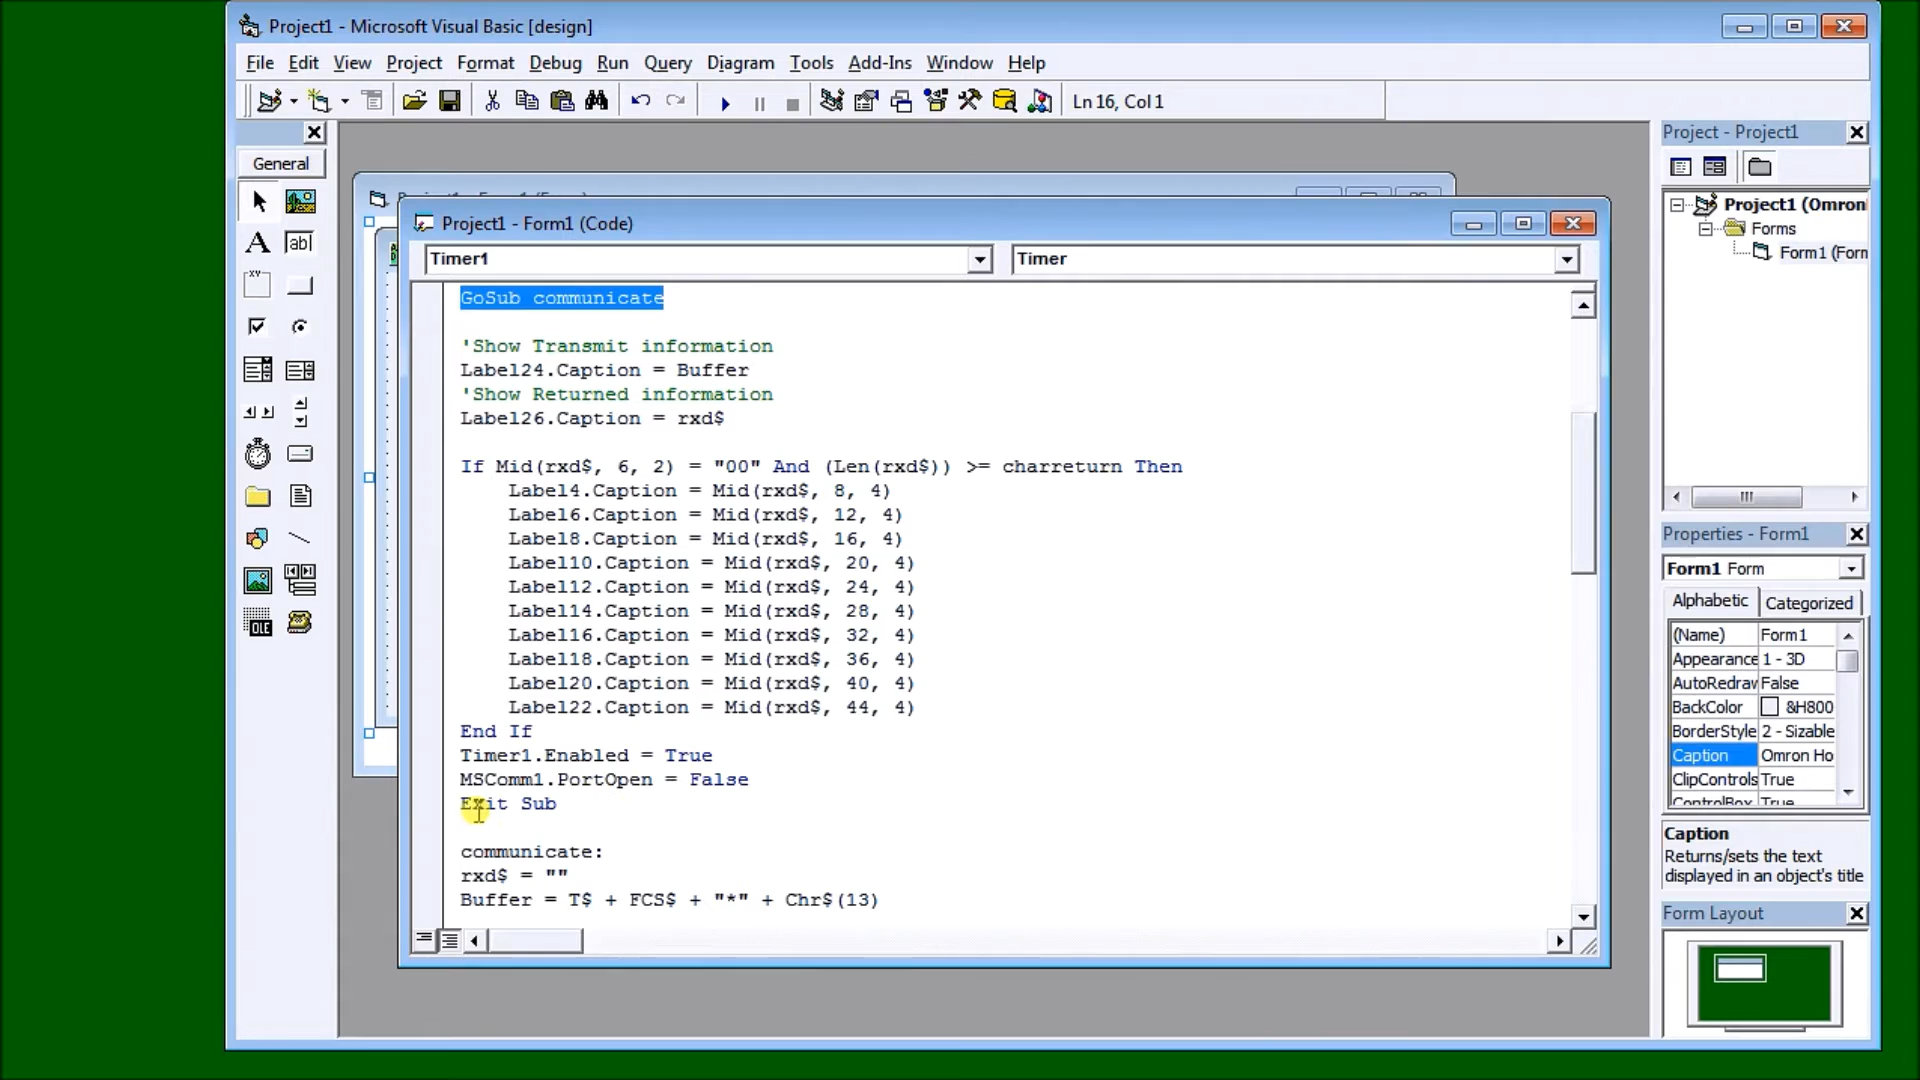 Project1 - Microsoft Visual Basic [design]
File Edit View Project Format Debug Run Query Diagram Tools Add-Ins Window Help
Ln 16, Col 1
General
Project1 - Form1 (Code)
Timer1
Timer
GoSub communicate
'Show Transmit information
Label24.Caption = Buffer
'Show Returned information
Label26.Caption = rxd$
If Mid(rxd$, 6, 2) = "00" And (Len(rxd$)) >= charreturn Then
Label4.Caption = Mid(rxd$, 8, 4)
Label6.Caption = Mid(rxd$, 12, 4)
Label8.Caption = Mid(rxd$, 16, 4)
Label10.Caption = Mid(rxd$, 20, 4)
Label12.Caption = Mid(rxd$, 24, 4)
Label14.Caption = Mid(rxd$, 28, 4)
Label16.Caption = Mid(rxd$, 32, 4)
Label18.Caption = Mid(rxd$, 36, 4)
Label20.Caption = Mid(rxd$, 40, 4)
Label22.Caption = Mid(rxd$, 44, 4)
End If
Timer1.Enabled = True
MSComm1.PortOpen = False
Exit Sub
communicate:
rxd$ = ""
Buffer = T$ + FCS$ + "*" + Chr$(13)
Project - Project1
Project1 (Omron
Forms
Form1 (Form
Properties - Form1
Form1 Form
Alphabetic Categorized
(Name) Form1
Appearance 1 - 3D
AutoRedraw False
BackColor &H800
BorderStyle 2 - Sizable
Caption Omron Ho
ClipControls True
ControlBox True
Caption
Returns/sets the text
displayed in an object's title
Form Layout
A
ab
xy
OLE